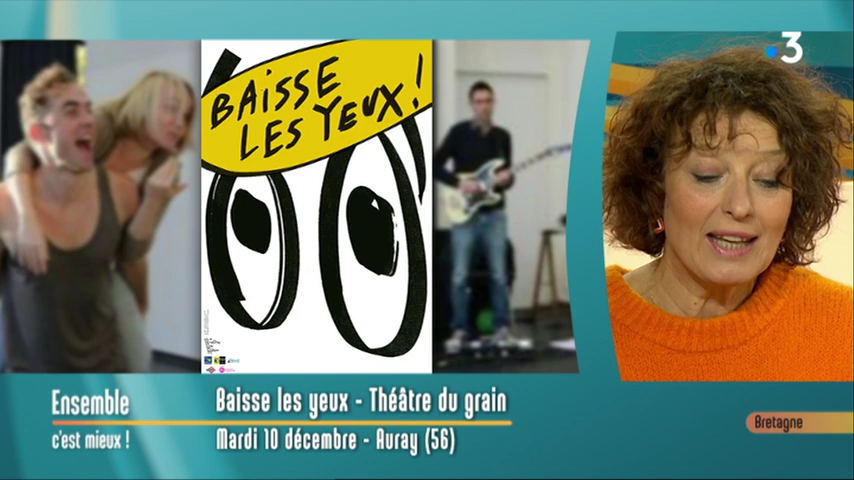 3
BAISSE
LES YEUX!
Ensemble
c'est mieux !
Baisse les yeux - Théâtre du grain
Mardi 10 décembre - Auray (56)
Bretagne